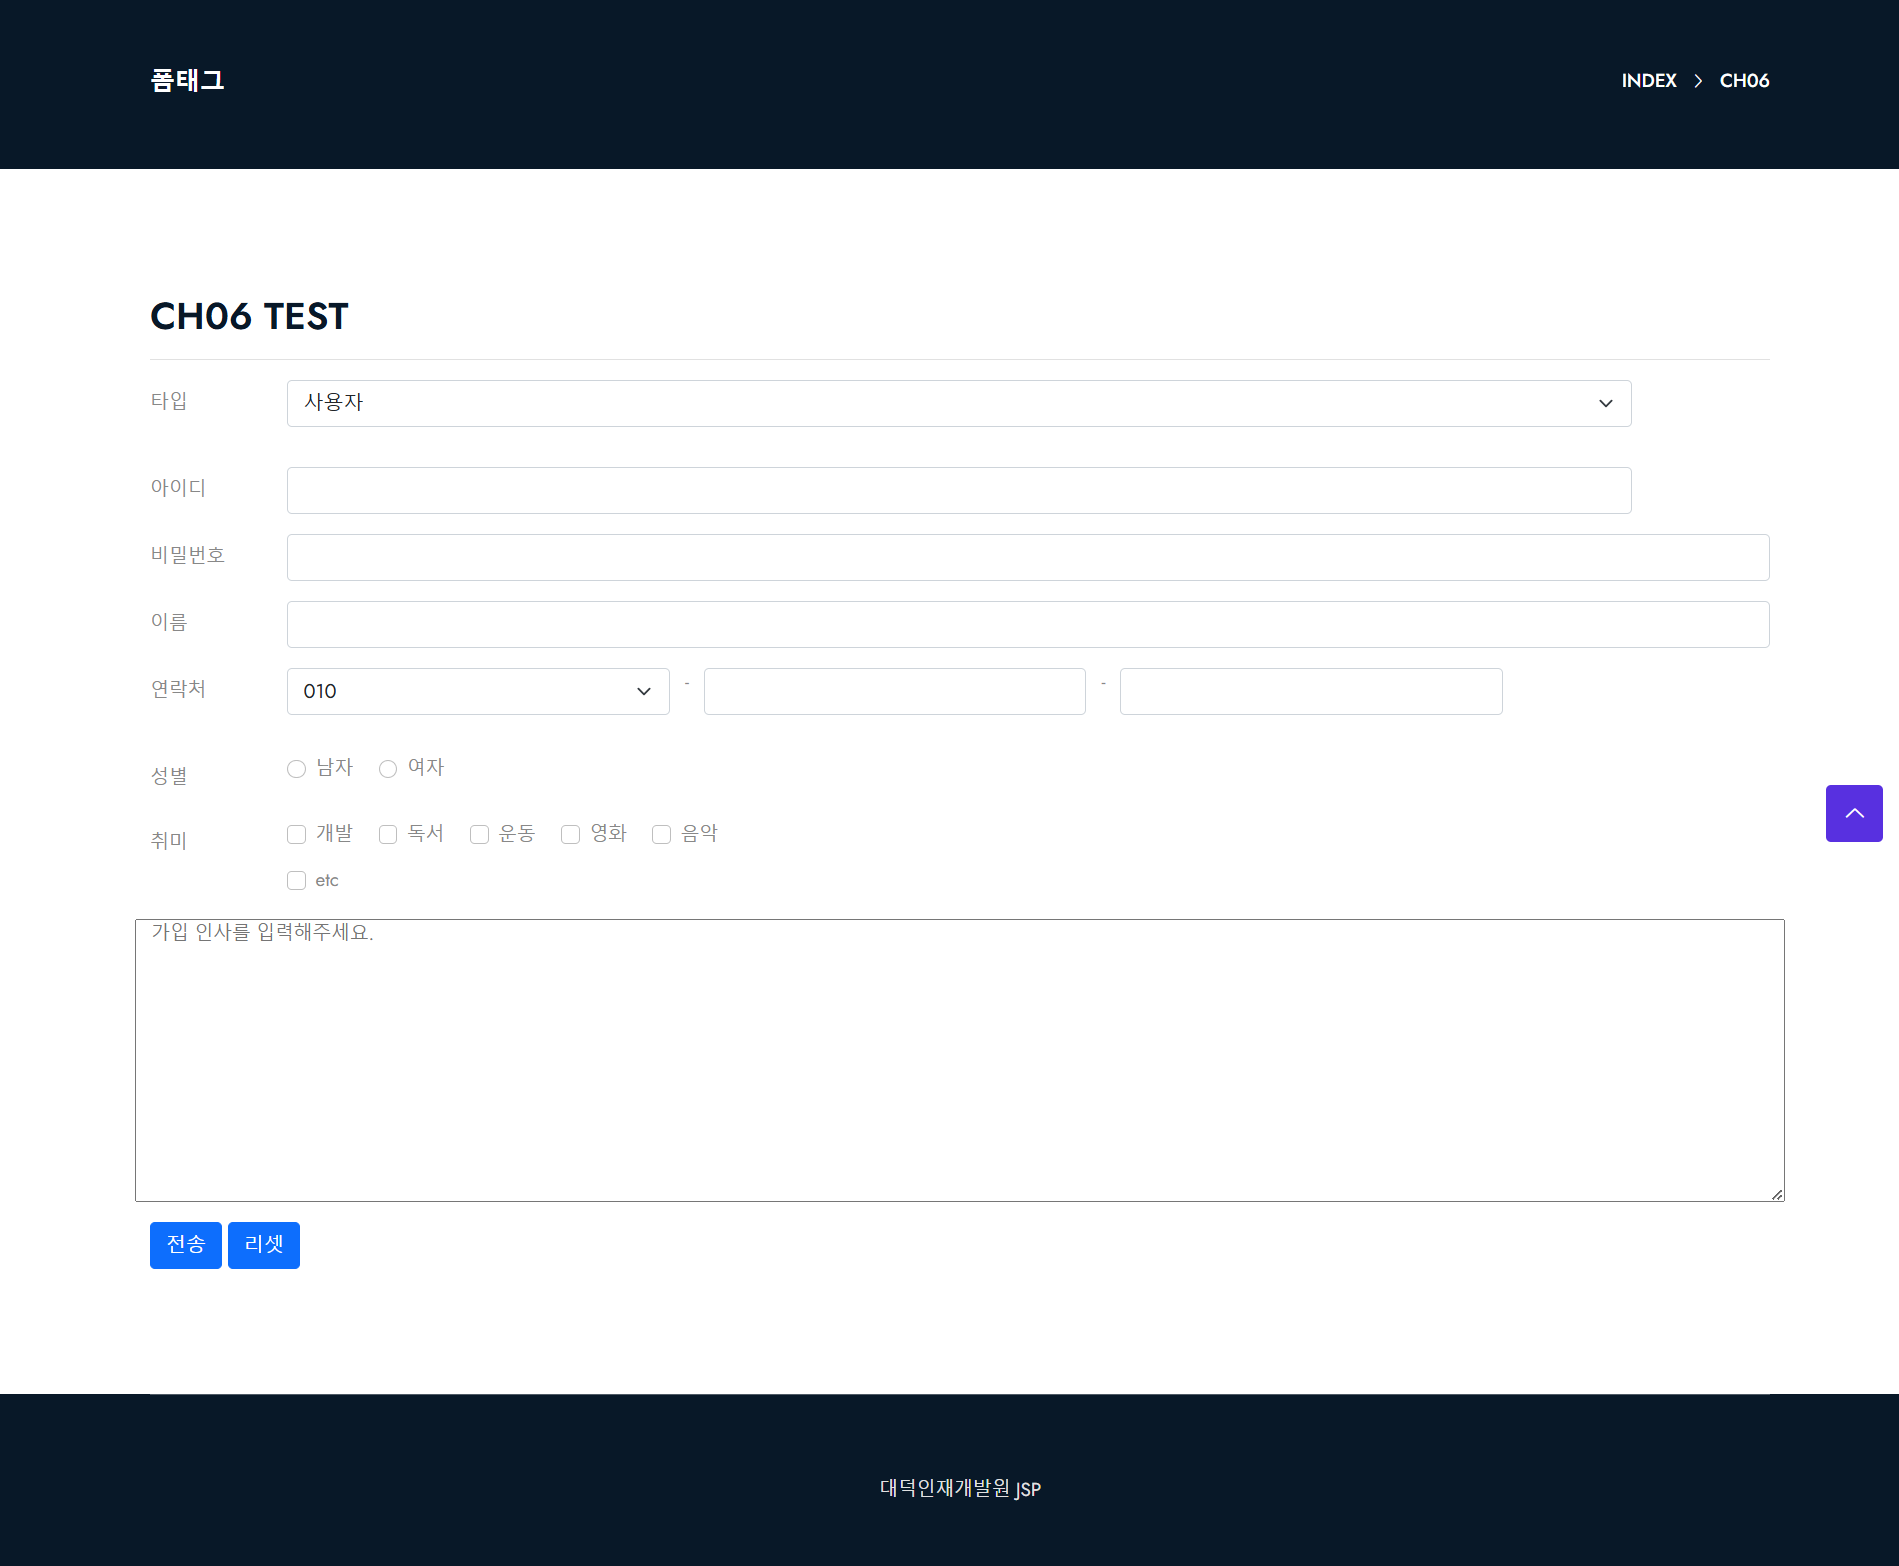 폼태그
INDEX > CH06
CH06 TEST
타입
사용자
아이디
비밀번호
이름
연락처
010
-
-
성별
남자 여자
취미
개발 독서 운동 영화 음악
etc
가입 인사를 입력해주세요.
전송 리셋
대덕인재개발원 JSP